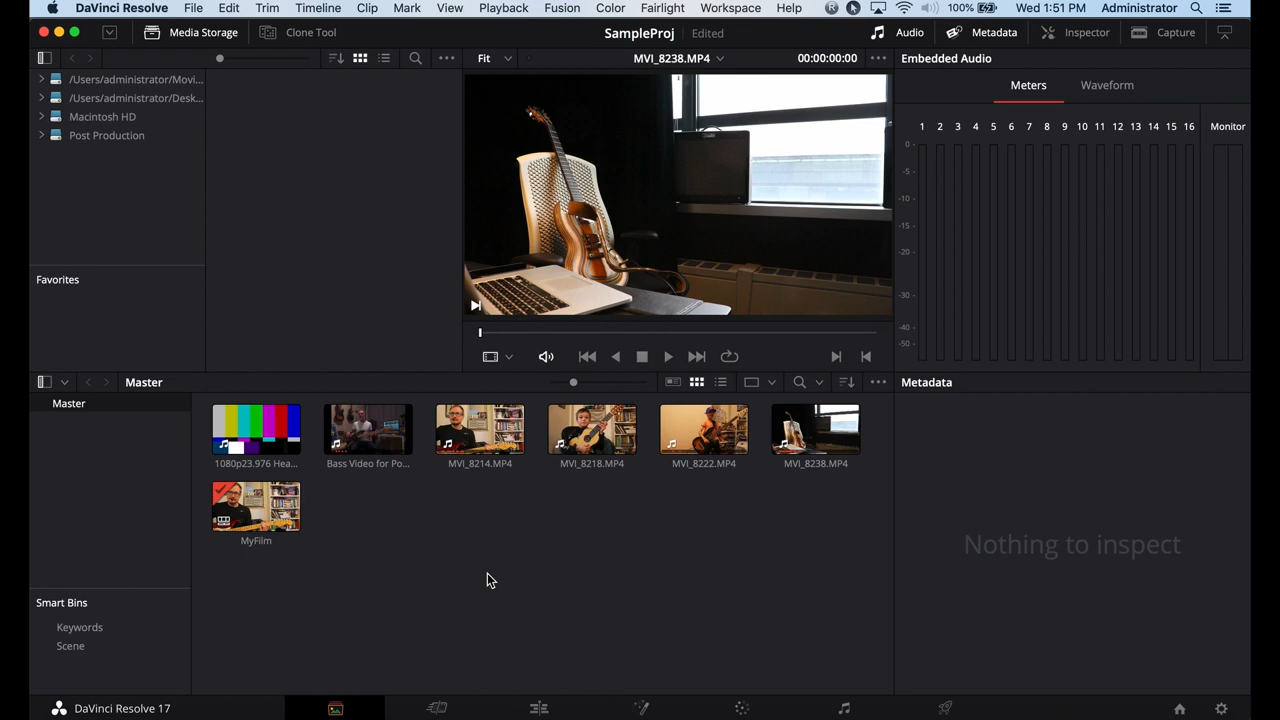 DaVinci Resolve File Edit Trim Timeline Clip Mark View Playback Fusion Color Fairlight Workspace Help 100% Wed 1:51 PM Administrator
Media Storage Clone Tool SampleProj Edited Audio Metadata Inspector Capture
Fit MVI_8238.MP4 00:00:00:00 Embedded Audio
/Users/administrator/Movi...
/Users/administrator/Desk...
Macintosh HD
Post Production
Favorites
Meters Waveform
1 2 3 4 5 6 7 8 9 10 11 12 13 14 15 16 Monitor
0
-5
-10
-15
-20
-30
-40
-50
Master Metadata
Master
1080p23.976 Hea... Bass Video for Po... MVI_8214.MP4 MVI_8218.MP4 MVI_8222.MP4 MVI_8238.MP4
MyFilm
Nothing to inspect
Smart Bins
Keywords
Scene
DaVinci Resolve 17